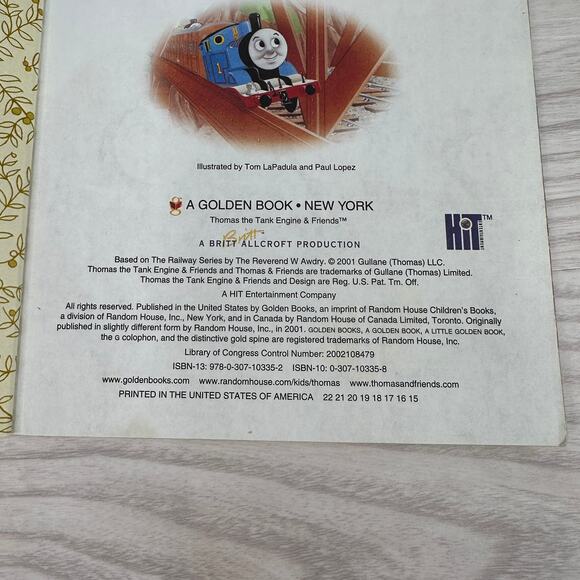 Illustrated by Tom LaPadula and Paul Lopez
A GOLDEN BOOK • NEW YORK
Thomas the Tank Engine & Friends™
Britt
A BRITT ALLCROFT PRODUCTION
HiT™
ENTERTAINMENT
Based on The Railway Series by The Reverend W Awdry. © 2001 Gullane (Thomas) LLC.
Thomas the Tank Engine & Friends and Thomas & Friends are trademarks of Gullane (Thomas) Limited.
Thomas the Tank Engine & Friends and Design are Reg. U.S. Pat. Tm. Off.
A HIT Entertainment Company
All rights reserved. Published in the United States by Golden Books, an imprint of Random House Children's Books,
a division of Random House, Inc., New York, and in Canada by Random House of Canada Limited, Toronto. Originally
published in slightly different form by Random House, Inc., in 2001. GOLDEN BOOKS, A GOLDEN BOOK, A LITTLE GOLDEN BOOK,
the G colophon, and the distinctive gold spine are registered trademarks of Random House, Inc.
Library of Congress Control Number: 2002108479
ISBN-13: 978-0-307-10335-2 ISBN-10: 0-307-10335-8
www.goldenbooks.com www.randomhouse.com/kids/thomas www.thomasandfriends.com
PRINTED IN THE UNITED STATES OF AMERICA 22 21 20 19 18 17 16 15